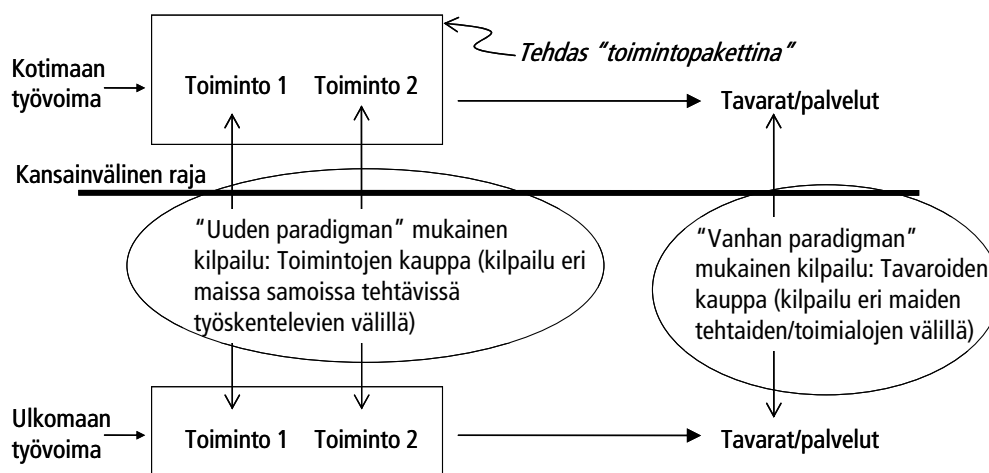 Tehdas "toimintopakettina"
Kotimaan
työvoima
Toiminto 1
Toiminto 2
Tavarat/palvelut
Kansainvälinen raja
"Uuden paradigman" mukainen
kilpailu: Toimintojen kauppa (kilpailu eri
maissa samoissa tehtävissä
työskentelevien välillä)
"Vanhan paradigman"
mukainen kilpailu: Tavaroiden
kauppa (kilpailu eri maiden
tehtaiden/toimialojen välillä)
Ulkomaan
työvoima
Toiminto 1
Toiminto 2
Tavarat/palvelut